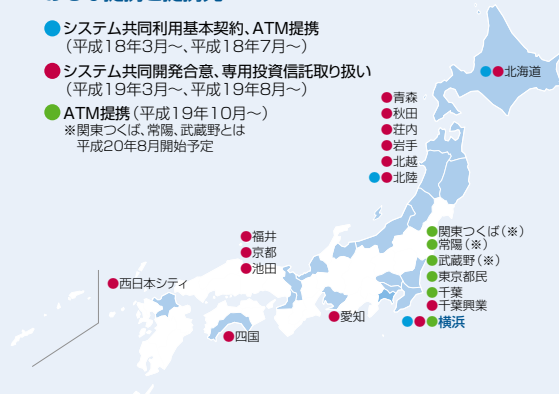 ●システム共同利用基本契約、ATM提携
（平成18年3月～、平成18年7月～）
●システム共同開発合意、専用投資信託取り扱い
（平成19年3月～、平成19年8月～）
●ATM提携（平成19年10月～）
※関東つくば、常陽、武蔵野とは
平成20年8月開始予定
●●北海道
●青森
●秋田
●荘内
●岩手
●北越
●●北陸
●福井
●京都
●池田
●西日本シティ
●四国
●愛知
●関東つくば（※）
●常陽（※）
●武蔵野（※）
●東京都民
●千葉
●千葉興業
●●●横浜